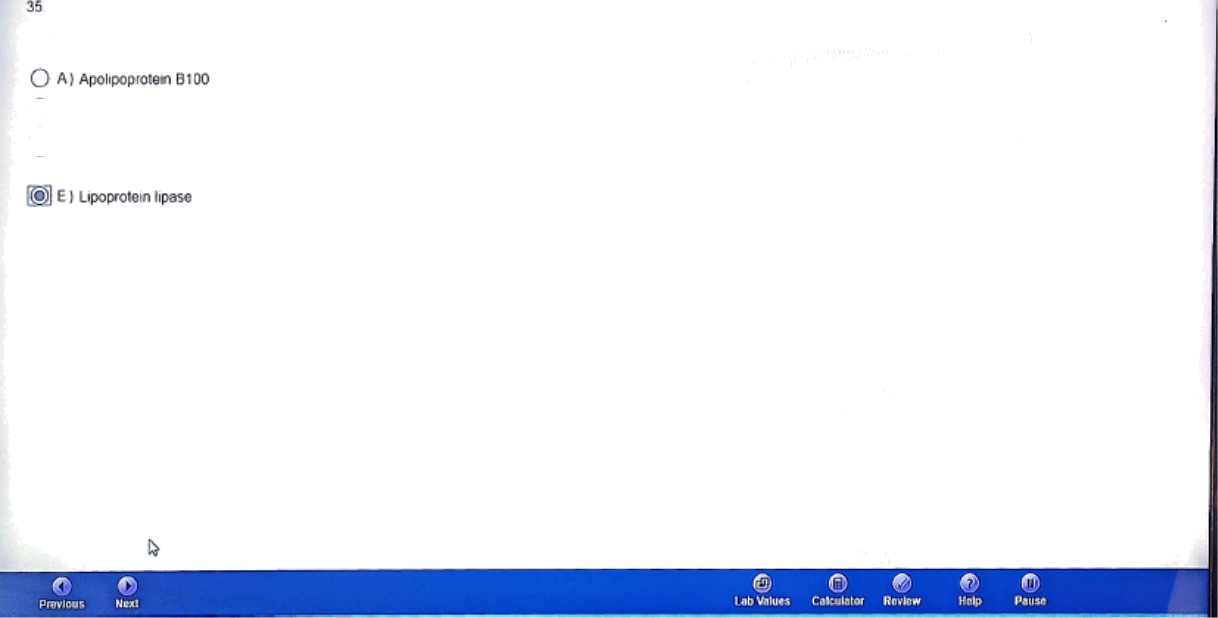 35.
A) Apolipoprotein B100
E) Lipoprotein lipase
Previous Next Lab Values Calculator Review Help Pause